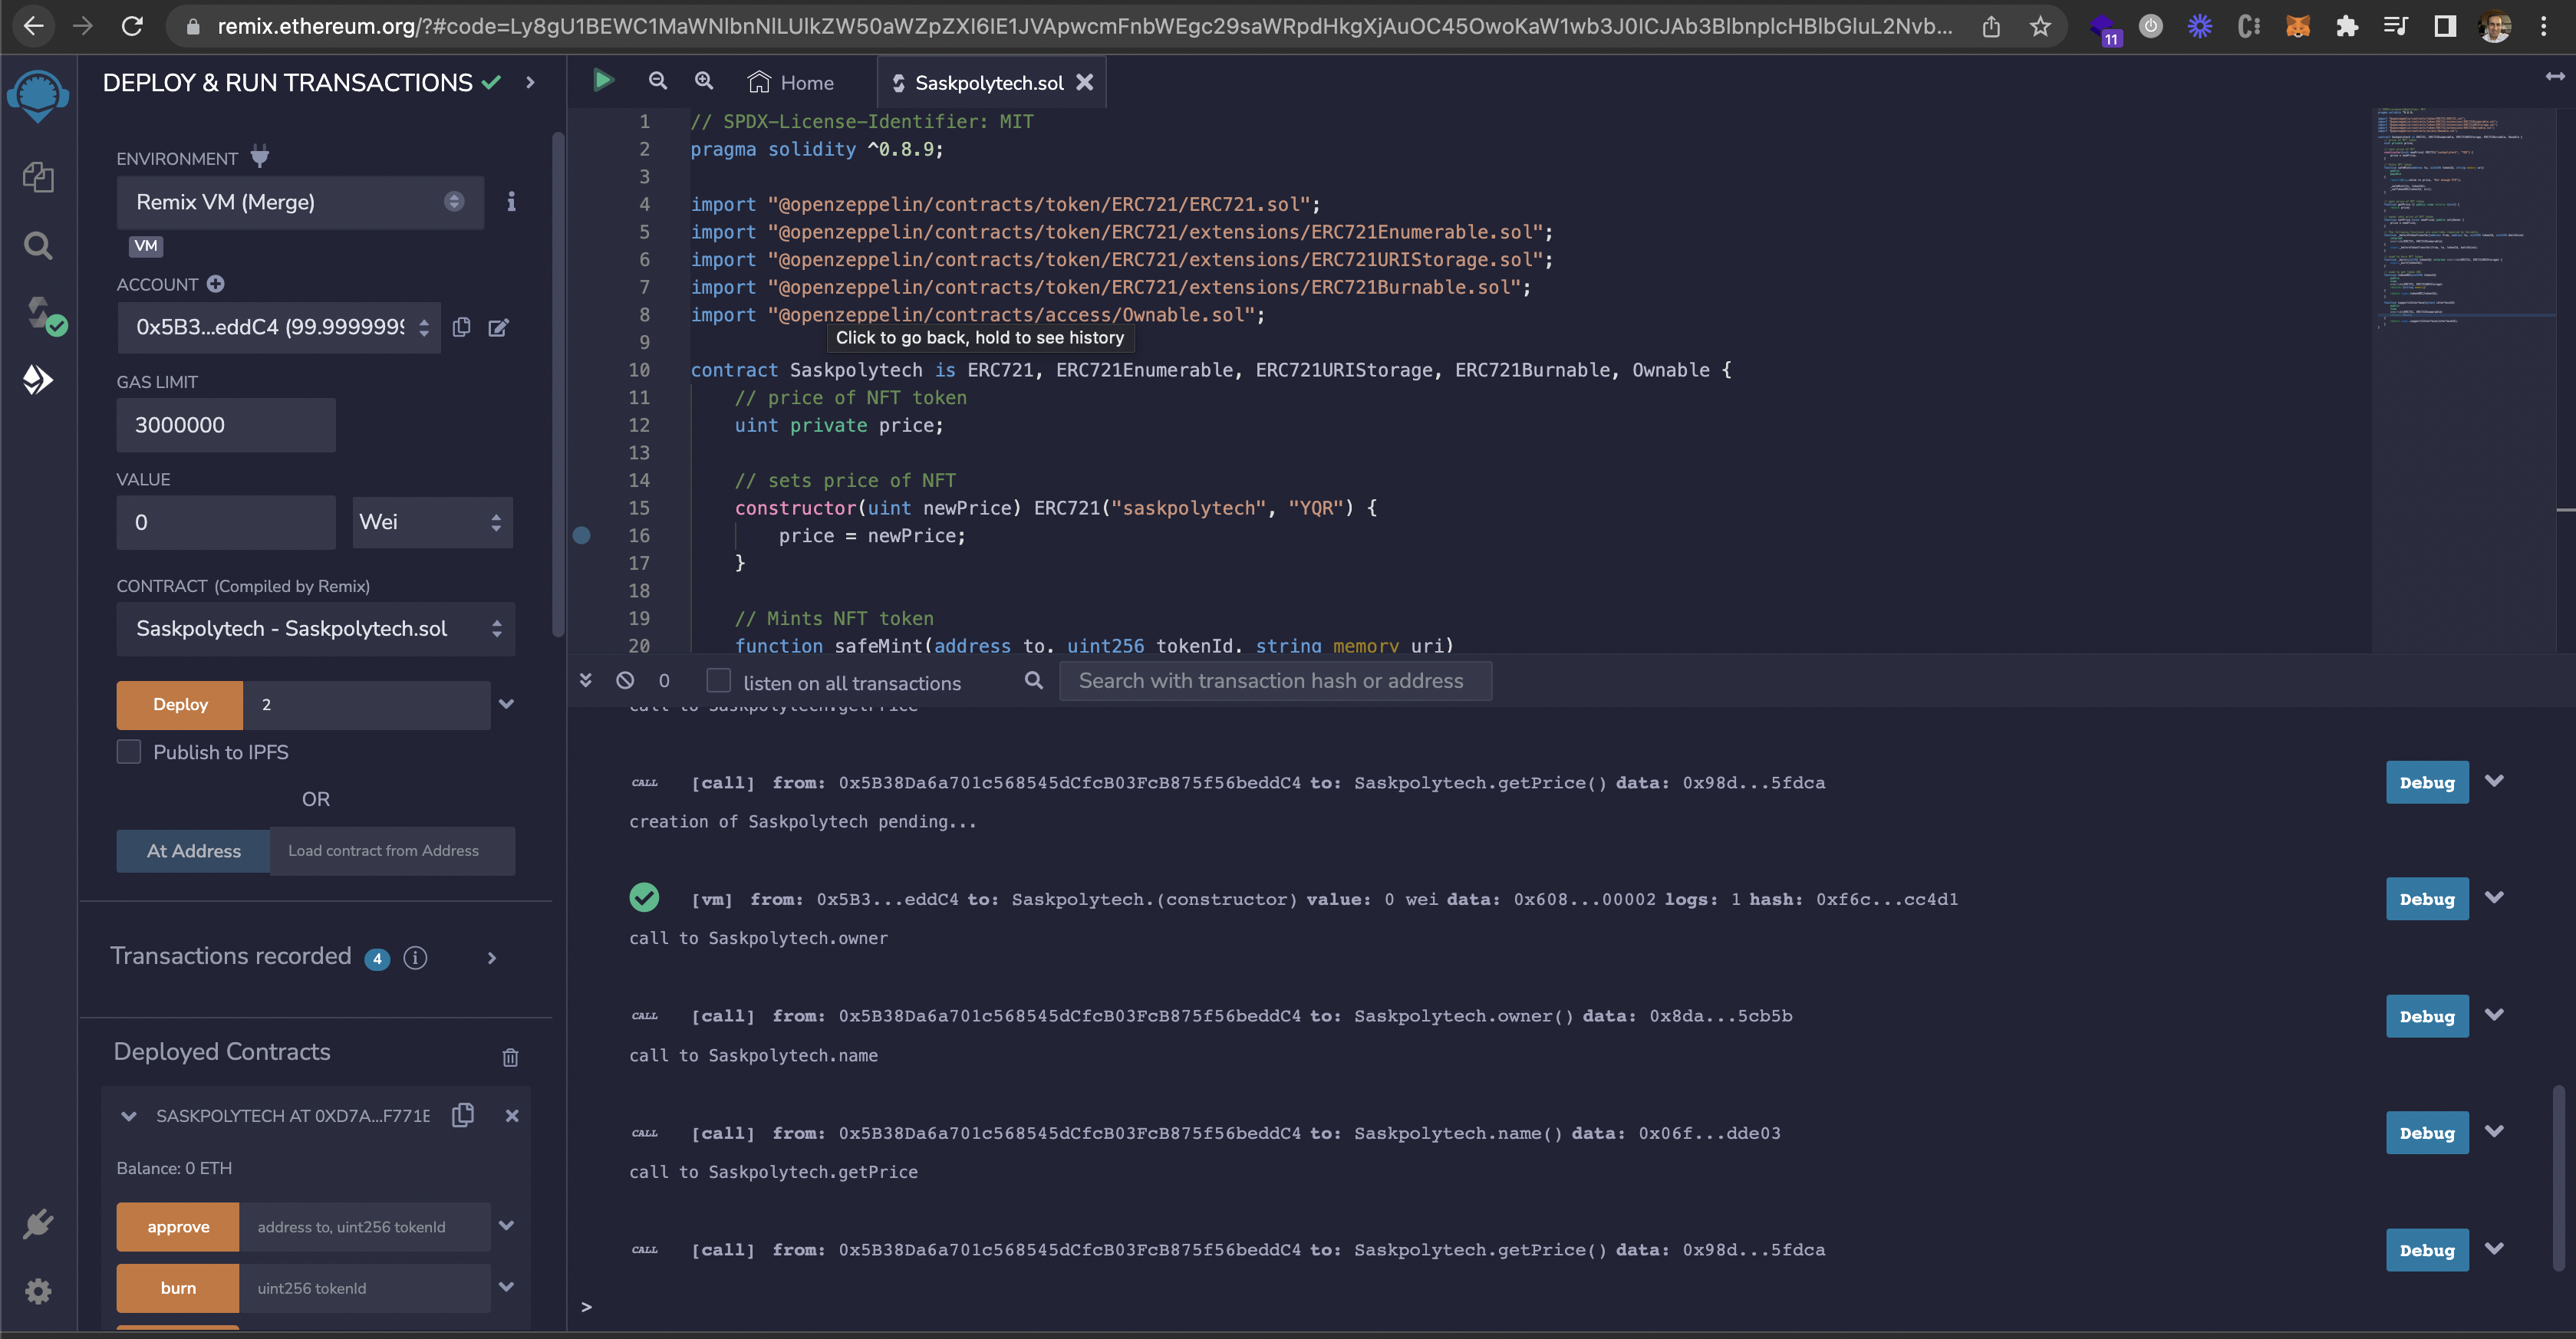 remix.ethereum.org/?#code=Ly8gU1BEWC1MaWNlbnNlLUlkZW50aWZpZXI6IE1JVApwcmFnbWEgc29saWRpdHkgXjAuOC45OwoKaW1wb3J0ICJAb3BlbnplcHBlbGluL2Nvb...
11
DEPLOY & RUN TRANSACTIONS
ENVIRONMENT
Remix VM (Merge)
VM
ACCOUNT
0x5B3...eddC4 (99.9999999
GAS LIMIT
3000000
VALUE
0
Wei
CONTRACT (Compiled by Remix)
Saskpolytech - Saskpolytech.sol
Deploy
2
Publish to IPFS
OR
At Address
Load contract from Address
Transactions recorded 4
Deployed Contracts
SASKPOLYTECH AT 0XD7A...F771E
Balance: 0 ETH
approve
address to, uint256 tokenId
burn
uint256 tokenId
Home
Saskpolytech.sol
1 // SPDX-License-Identifier: MIT
2 pragma solidity ^0.8.9;
3
4 import "@openzeppelin/contracts/token/ERC721/ERC721.sol";
5 import "@openzeppelin/contracts/token/ERC721/extensions/ERC721Enumerable.sol";
6 import "@openzeppelin/contracts/token/ERC721/extensions/ERC721URIStorage.sol";
7 import "@openzeppelin/contracts/token/ERC721/extensions/ERC721Burnable.sol";
8 import "@openzeppelin/contracts/access/Ownable.sol";
Click to go back, hold to see history
9
10 contract Saskpolytech is ERC721, ERC721Enumerable, ERC721URIStorage, ERC721Burnable, Ownable {
11 // price of NFT token
12 uint private price;
13
14 // sets price of NFT
15 constructor(uint newPrice) ERC721("saskpolytech", "YQR") {
16 price = newPrice;
17 }
18
19 // Mints NFT token
20 function safeMint(address to, uint256 tokenId, string memory uri)
0
listen on all transactions
Search with transaction hash or address
call to Saskpolytech.getPrice
CALL [call] from: 0x5B38Da6a701c568545dCfcB03FcB875f56beddC4 to: Saskpolytech.getPrice() data: 0x98d...5fdca
Debug
creation of Saskpolytech pending...
[vm] from: 0x5B3...eddC4 to: Saskpolytech.(constructor) value: 0 wei data: 0x608...00002 logs: 1 hash: 0xf6c...cc4d1
Debug
call to Saskpolytech.owner
CALL [call] from: 0x5B38Da6a701c568545dCfcB03FcB875f56beddC4 to: Saskpolytech.owner() data: 0x8da...5cb5b
Debug
call to Saskpolytech.name
CALL [call] from: 0x5B38Da6a701c568545dCfcB03FcB875f56beddC4 to: Saskpolytech.name() data: 0x06f...dde03
Debug
call to Saskpolytech.getPrice
CALL [call] from: 0x5B38Da6a701c568545dCfcB03FcB875f56beddC4 to: Saskpolytech.getPrice() data: 0x98d...5fdca
Debug
>